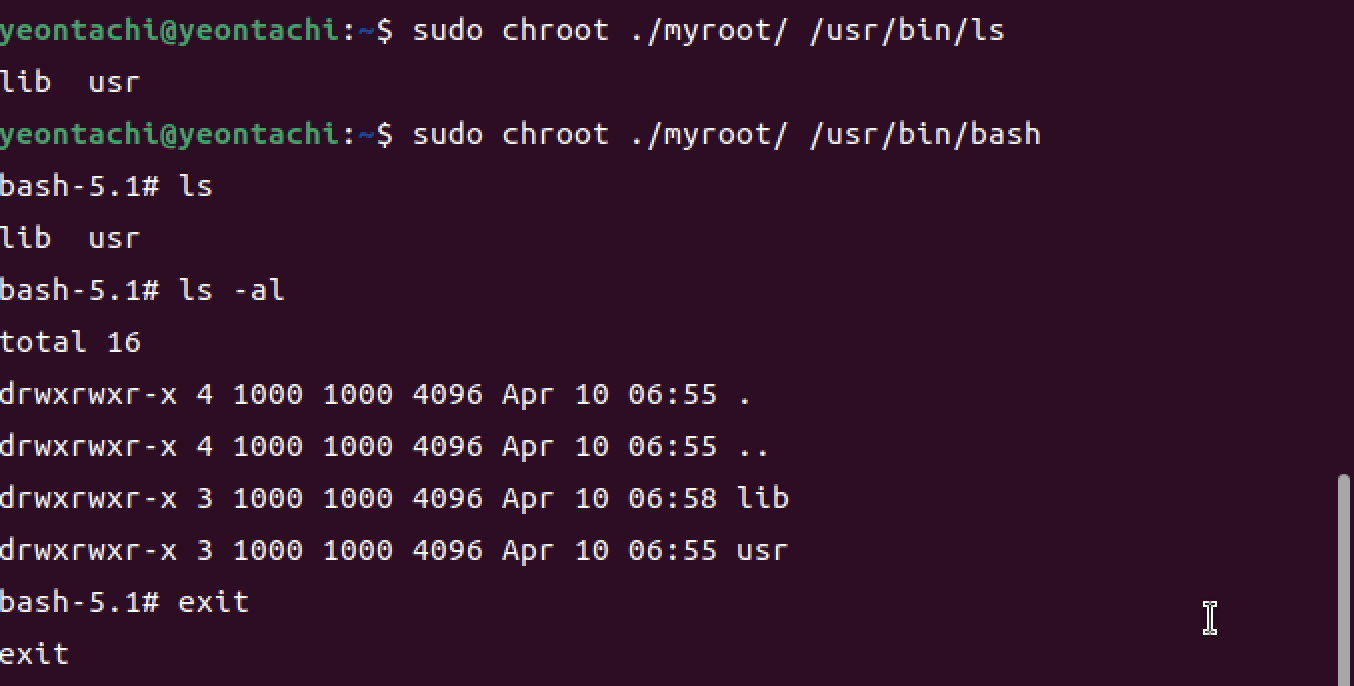 yeontachi@yeontachi:~$ sudo chroot ./myroot/ /usr/bin/ls
lib  usr
yeontachi@yeontachi:~$ sudo chroot ./myroot/ /usr/bin/bash
bash-5.1# ls
lib  usr
bash-5.1# ls -al
total 16
drwxrwxr-x 4 1000 1000 4096 Apr 10 06:55 .
drwxrwxr-x 4 1000 1000 4096 Apr 10 06:55 ..
drwxrwxr-x 3 1000 1000 4096 Apr 10 06:58 lib
drwxrwxr-x 3 1000 1000 4096 Apr 10 06:55 usr
bash-5.1# exit
exit